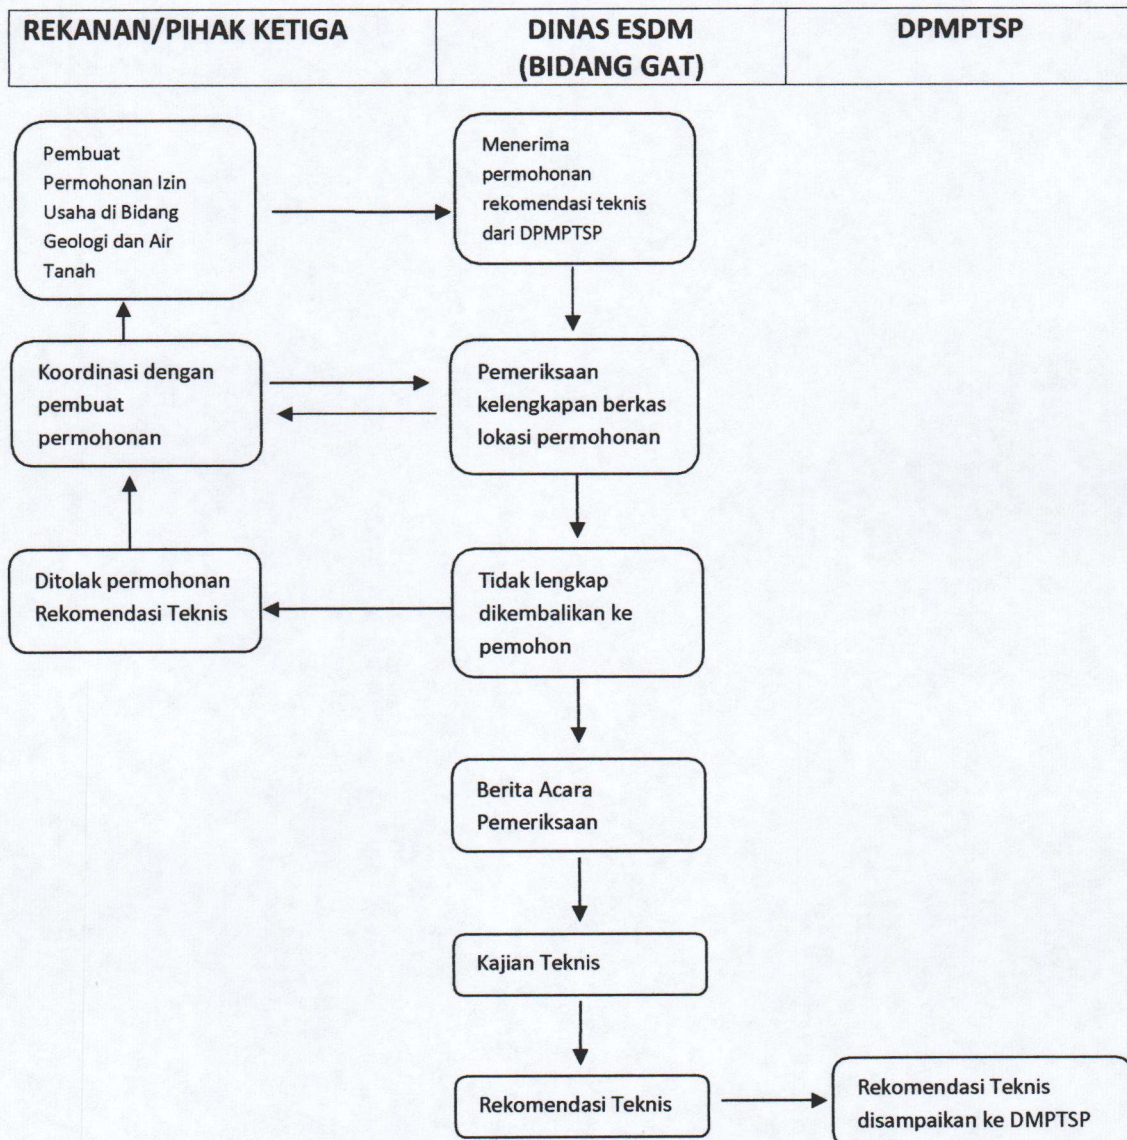 REKANAN/PIHAK KETIGA
DINAS ESDM
(BIDANG GAT)
DPMPTSP
Pembuat
Permohonan Izin
Usaha di Bidang
Geologi dan Air
Tanah
Menerima
permohonan
rekomendasi teknis
dari DPMPTSP
Koordinasi dengan
pembuat
permohonan
Pemeriksaan
kelengkapan berkas
lokasi permohonan
Ditolak permohonan
Rekomendasi Teknis
Tidak lengkap
dikembalikan ke
pemohon
Berita Acara
Pemeriksaan
Kajian Teknis
Rekomendasi Teknis
Rekomendasi Teknis
disampaikan ke DMPTSP